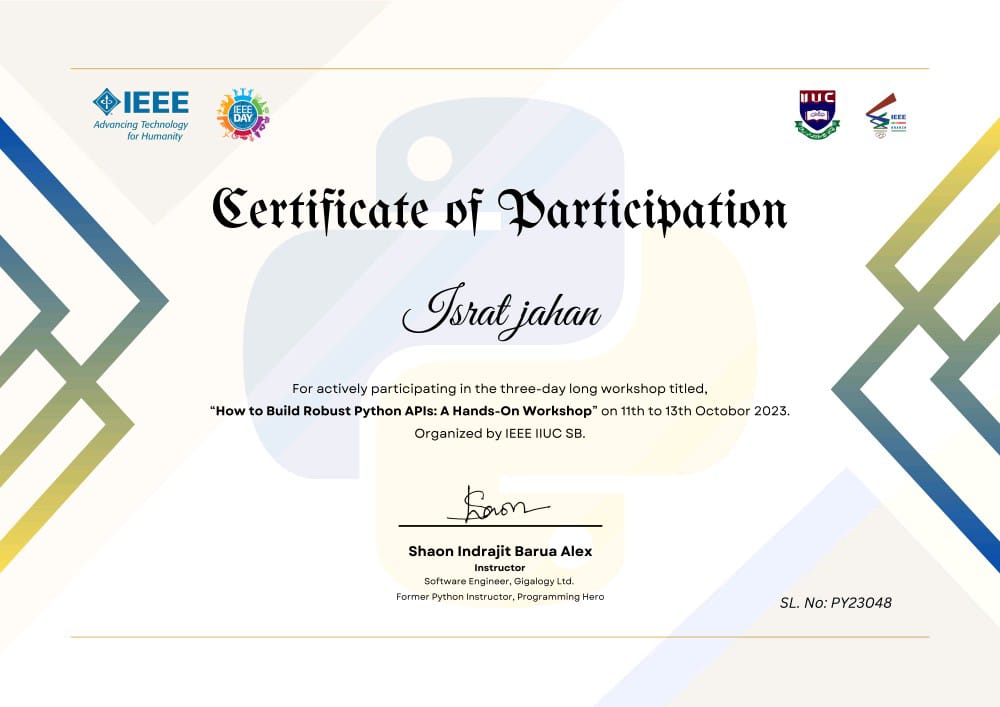 IEEE
Advancing Technology
for Humanity
IEEE
DAY
IIUC
IEEE
Certificate of Participation
Israt jahan
For actively participating in the three-day long workshop titled,
“How to Build Robust Python APIs: A Hands-On Workshop” on 11th to 13th Octobor 2023.
Organized by IEEE IIUC SB.
Shaon
Shaon Indrajit Barua Alex
Instructor
Software Engineer, Gigalogy Ltd.
Former Python Instructor, Programming Hero
SL. No: PY23048